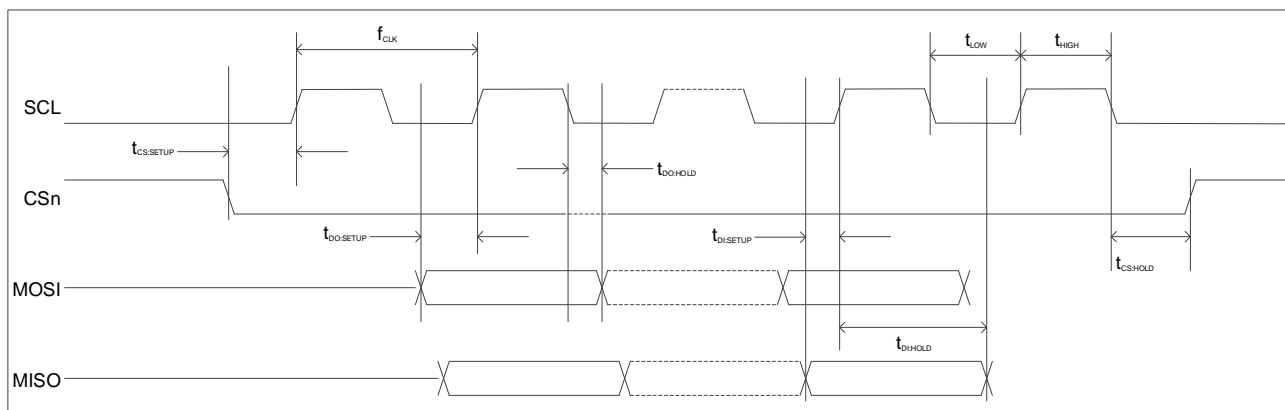 fCLK
tLOW
tHIGH
SCL
tCS:SETUP
tDO:HOLD
CSn
tDO:SETUP
tDI:SETUP
tCS:HOLD
MOSI
tDI:HOLD
MISO